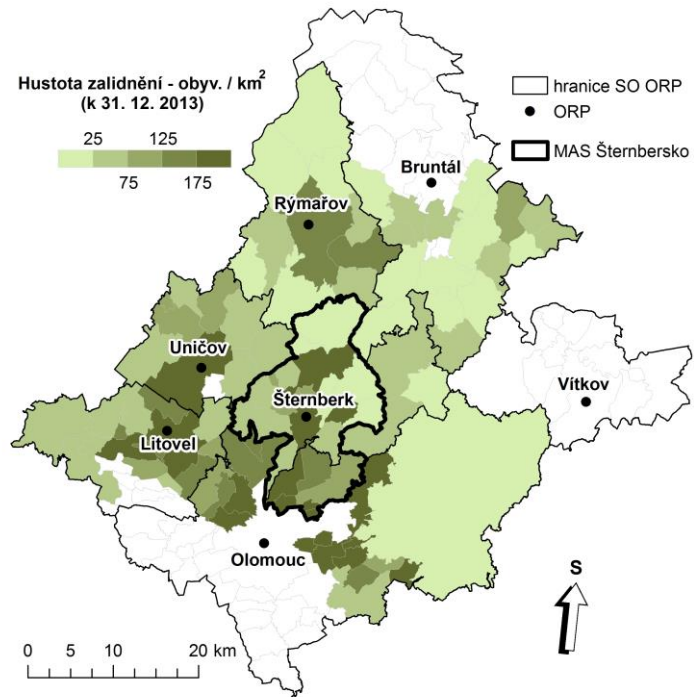 Hustota zalidnění - obyv. / km²
(k 31. 12. 2013)
25 125
75 175
hranice SO ORP
ORP
MAS Šternbersko
Bruntál
Rýmařov
Uničov
Šternberk
Vítkov
Litovel
Olomouc
S
0 5 10 20 km